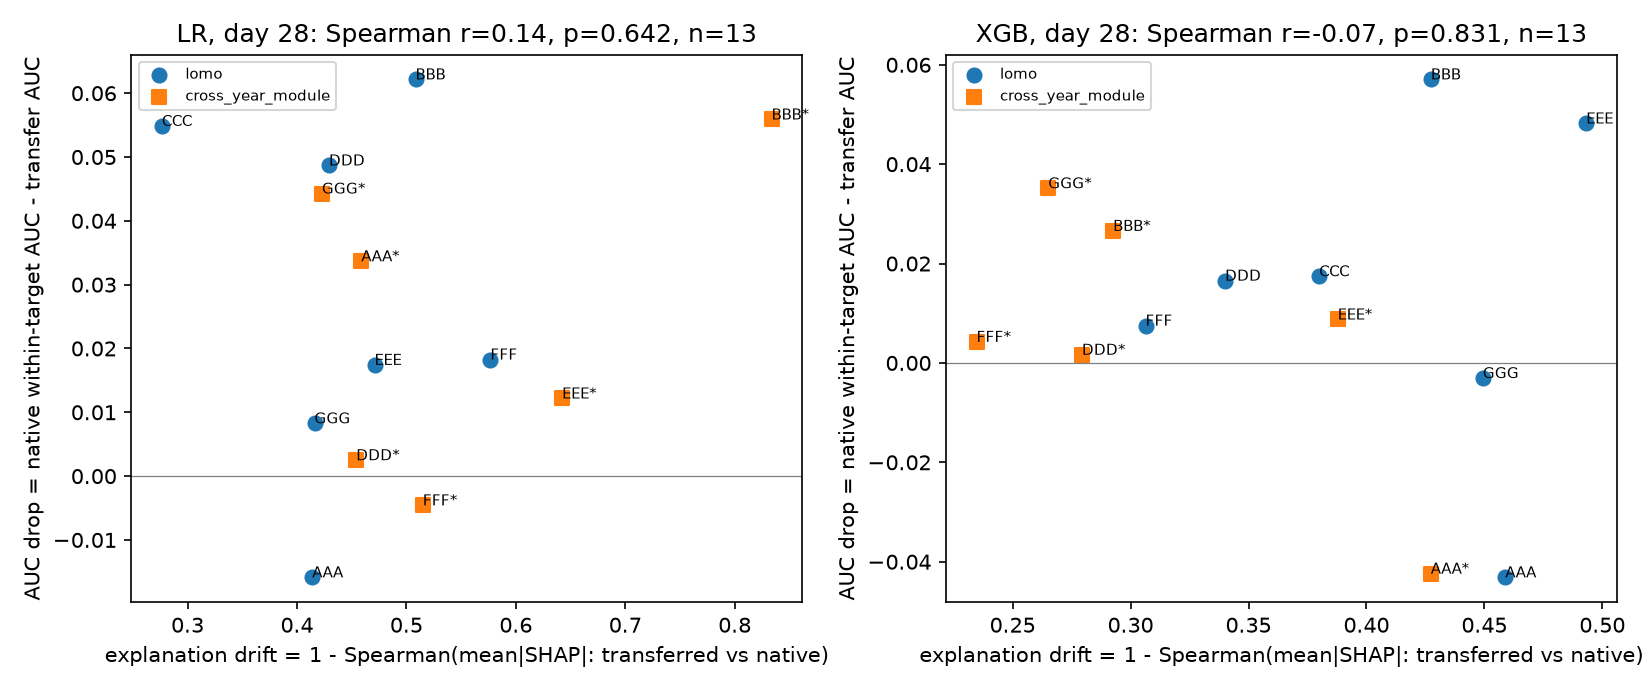 LR, day 28: Spearman r=0.14, p=0.642, n=13
lomo
cross_year_module
BBB
BBB*
CCC
DDD
GGG*
AAA*
EEE
FFF
EEE*
GGG
DDD*
FFF*
AAA
0.06
0.05
0.04
0.03
0.02
0.01
0.00
−0.01
0.3 0.4 0.5 0.6 0.7 0.8
AUC drop = native within-target AUC - transfer AUC
explanation drift = 1 - Spearman(mean|SHAP|: transferred vs native)
XGB, day 28: Spearman r=-0.07, p=0.831, n=13
lomo
cross_year_module
BBB
EEE
GGG*
BBB*
DDD
CCC
FFF
EEE*
FFF*
DDD*
GGG
AAA*
AAA
0.06
0.04
0.02
0.00
−0.02
−0.04
0.25 0.30 0.35 0.40 0.45 0.50
AUC drop = native within-target AUC - transfer AUC
explanation drift = 1 - Spearman(mean|SHAP|: transferred vs native)